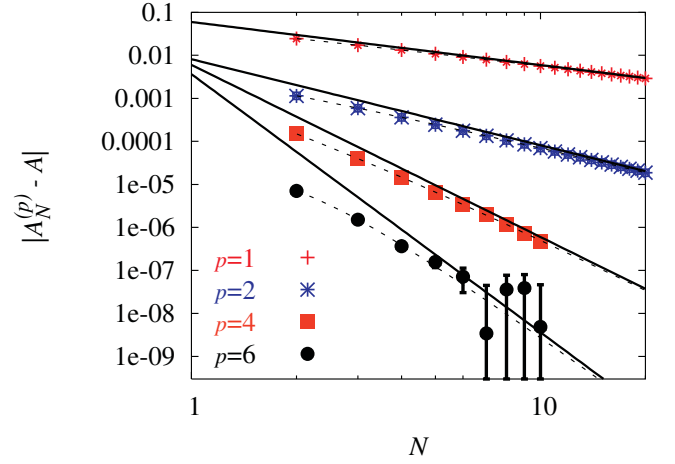 0.1
0.01
0.001
0.0001
1e-05
1e-06
1e-07
1e-08
1e-09
|A_N^(p) - A|
p=1
p=2
p=4
p=6
1
10
N